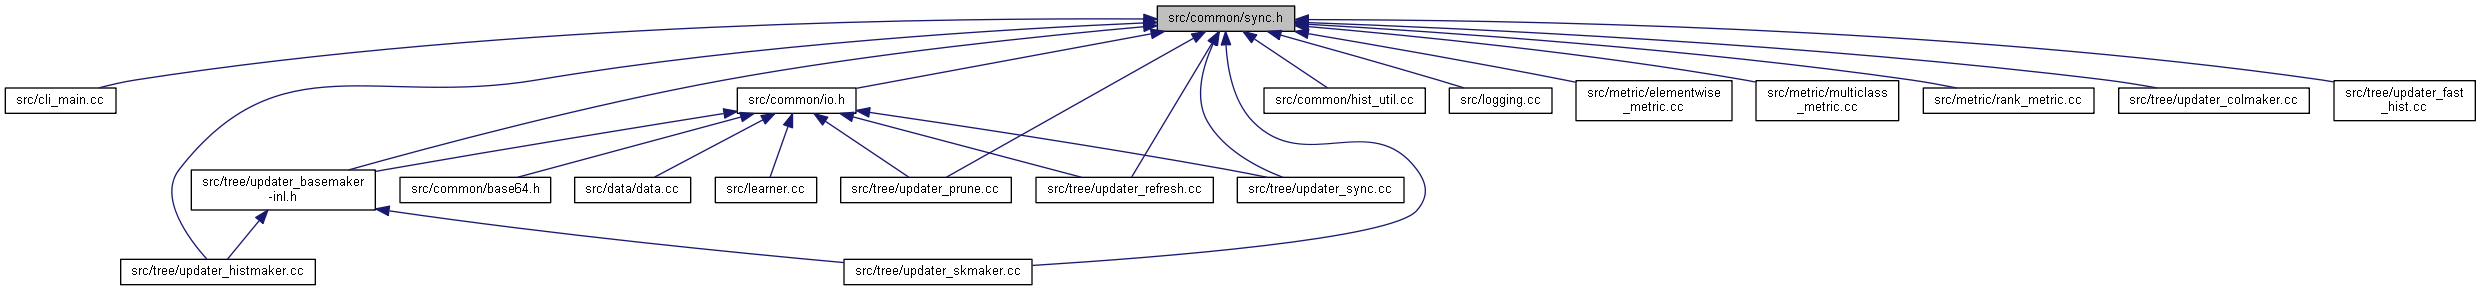 src/common/sync.h
src/cli_main.cc
src/common/io.h
src/common/hist_util.cc
src/logging.cc
src/metric/elementwise
_metric.cc
src/metric/multiclass
_metric.cc
src/metric/rank_metric.cc
src/tree/updater_colmaker.cc
src/tree/updater_fast
_hist.cc
src/tree/updater_basemaker
-inl.h
src/common/base64.h
src/data/data.cc
src/learner.cc
src/tree/updater_prune.cc
src/tree/updater_refresh.cc
src/tree/updater_sync.cc
src/tree/updater_histmaker.cc
src/tree/updater_skmaker.cc